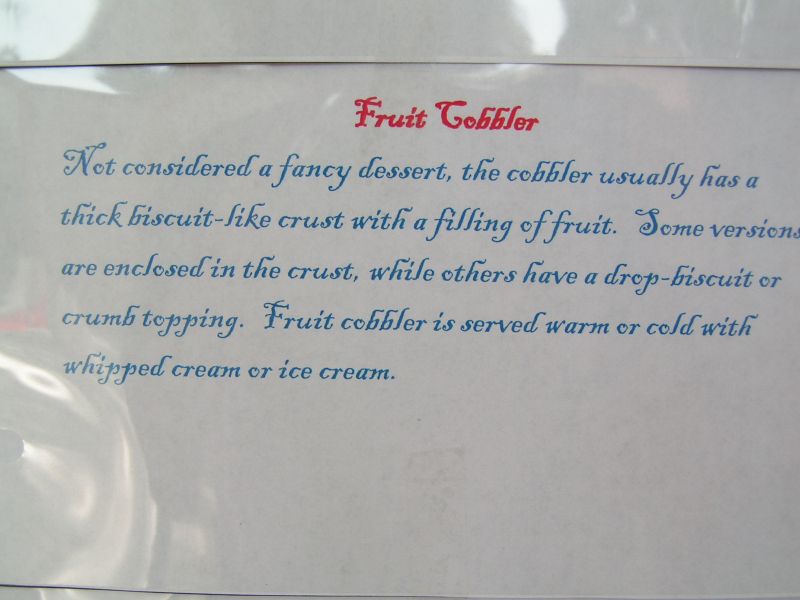 Fruit Cobbler
Not considered a fancy dessert, the cobbler usually has a
thick biscuit-like crust with a filling of fruit. Some versions
are enclosed in the crust, while others have a drop-biscuit or
crumb topping. Fruit cobbler is served warm or cold with
whipped cream or ice cream.